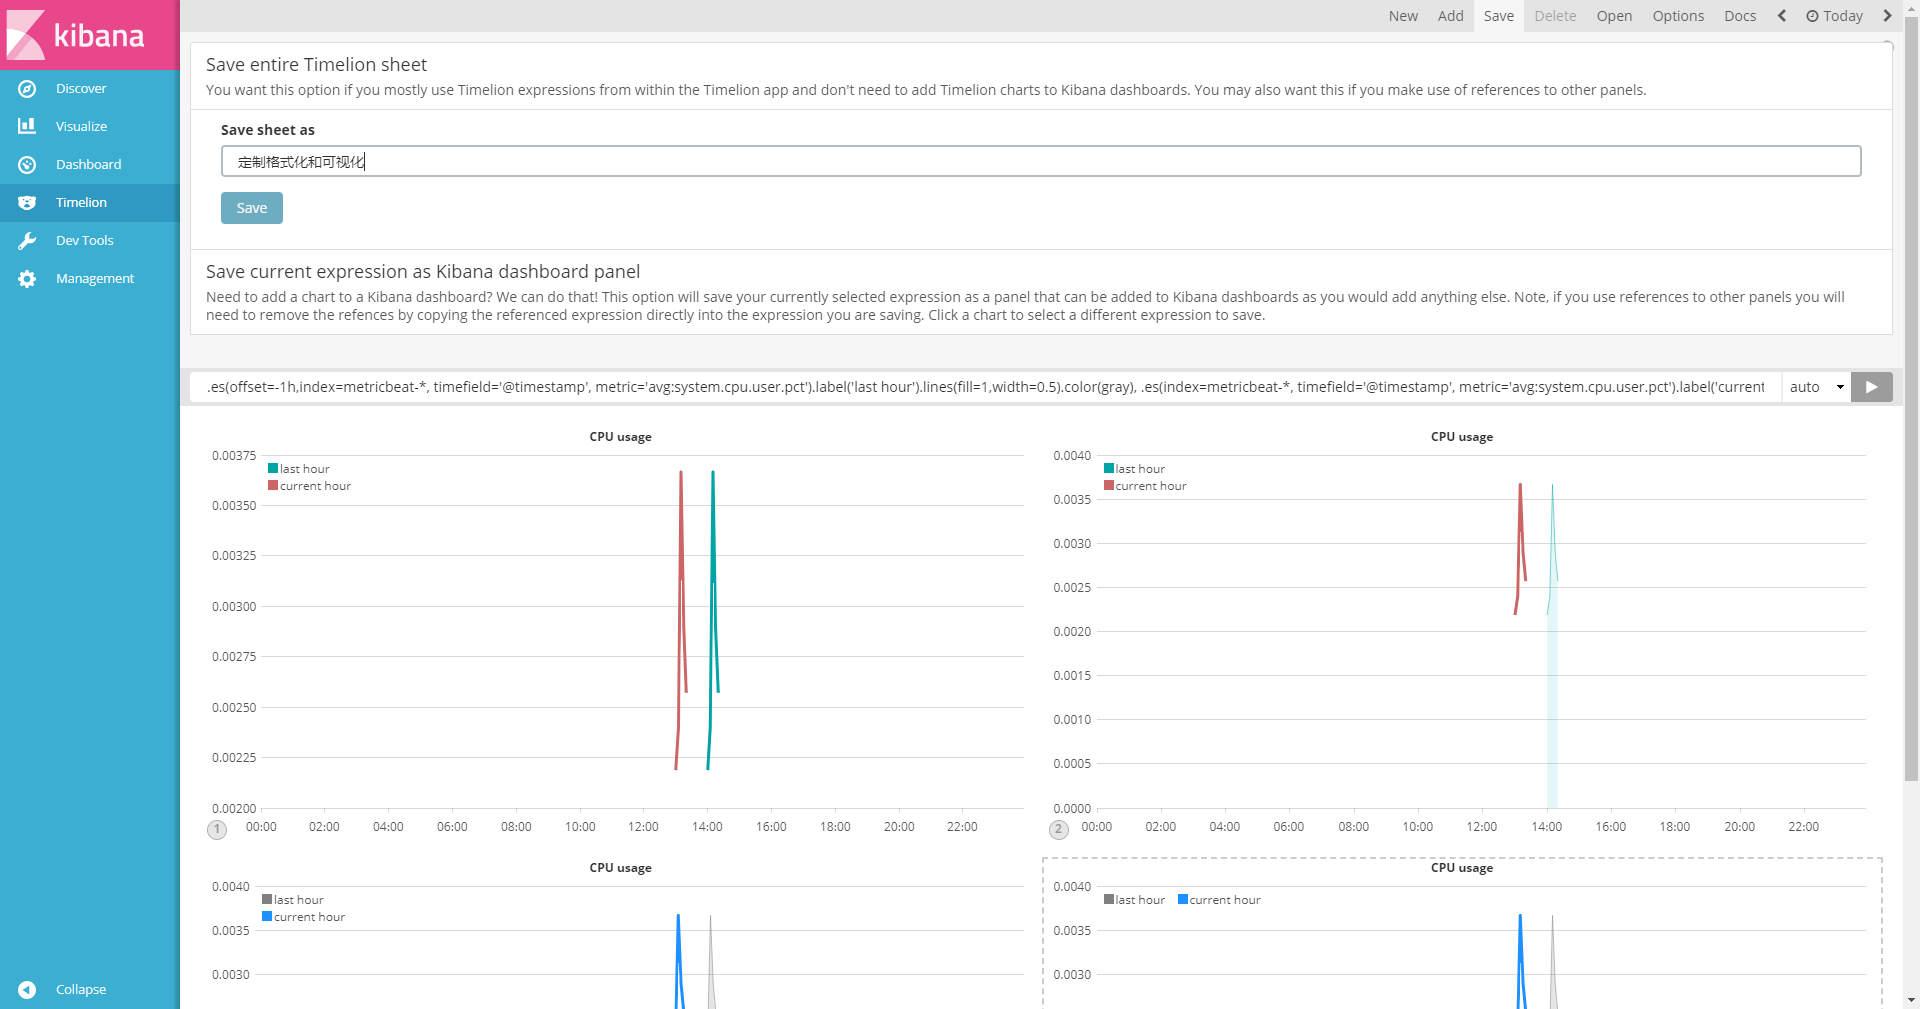 kibana
Discover
Visualize
Dashboard
Timelion
Dev Tools
Management
Collapse
New Add Save Delete Open Options Docs Today
Save entire Timelion sheet
You want this option if you mostly use Timelion expressions from within the Timelion app and don't need to add Timelion charts to Kibana dashboards. You may also want this if you make use of references to other panels.
Save sheet as
定制格式化和可视化
Save
Save current expression as Kibana dashboard panel
Need to add a chart to a Kibana dashboard? We can do that! This option will save your currently selected expression as a panel that can be added to Kibana dashboards as you would add anything else. Note, if you use references to other panels you will
need to remove the refences by copying the referenced expression directly into the expression you are saving. Click a chart to select a different expression to save.
.es(offset=-1h,index=metricbeat-*, timefield='@timestamp', metric='avg:system.cpu.user.pct').label('last hour').lines(fill=1,width=0.5).color(gray), .es(index=metricbeat-*, timefield='@timestamp', metric='avg:system.cpu.user.pct').label('current auto
CPU usage
last hour
current hour
0.00375
0.00350
0.00325
0.00300
0.00275
0.00250
0.00225
0.00200
1 00:00 02:00 04:00 06:00 08:00 10:00 12:00 14:00 16:00 18:00 20:00 22:00
CPU usage
last hour
current hour
0.0040
0.0035
0.0030
0.0025
0.0020
0.0015
0.0010
0.0005
0.0000
2 00:00 02:00 04:00 06:00 08:00 10:00 12:00 14:00 16:00 18:00 20:00 22:00
CPU usage
last hour
current hour
0.0040
0.0035
0.0030
CPU usage
last hour current hour
0.0040
0.0035
0.0030